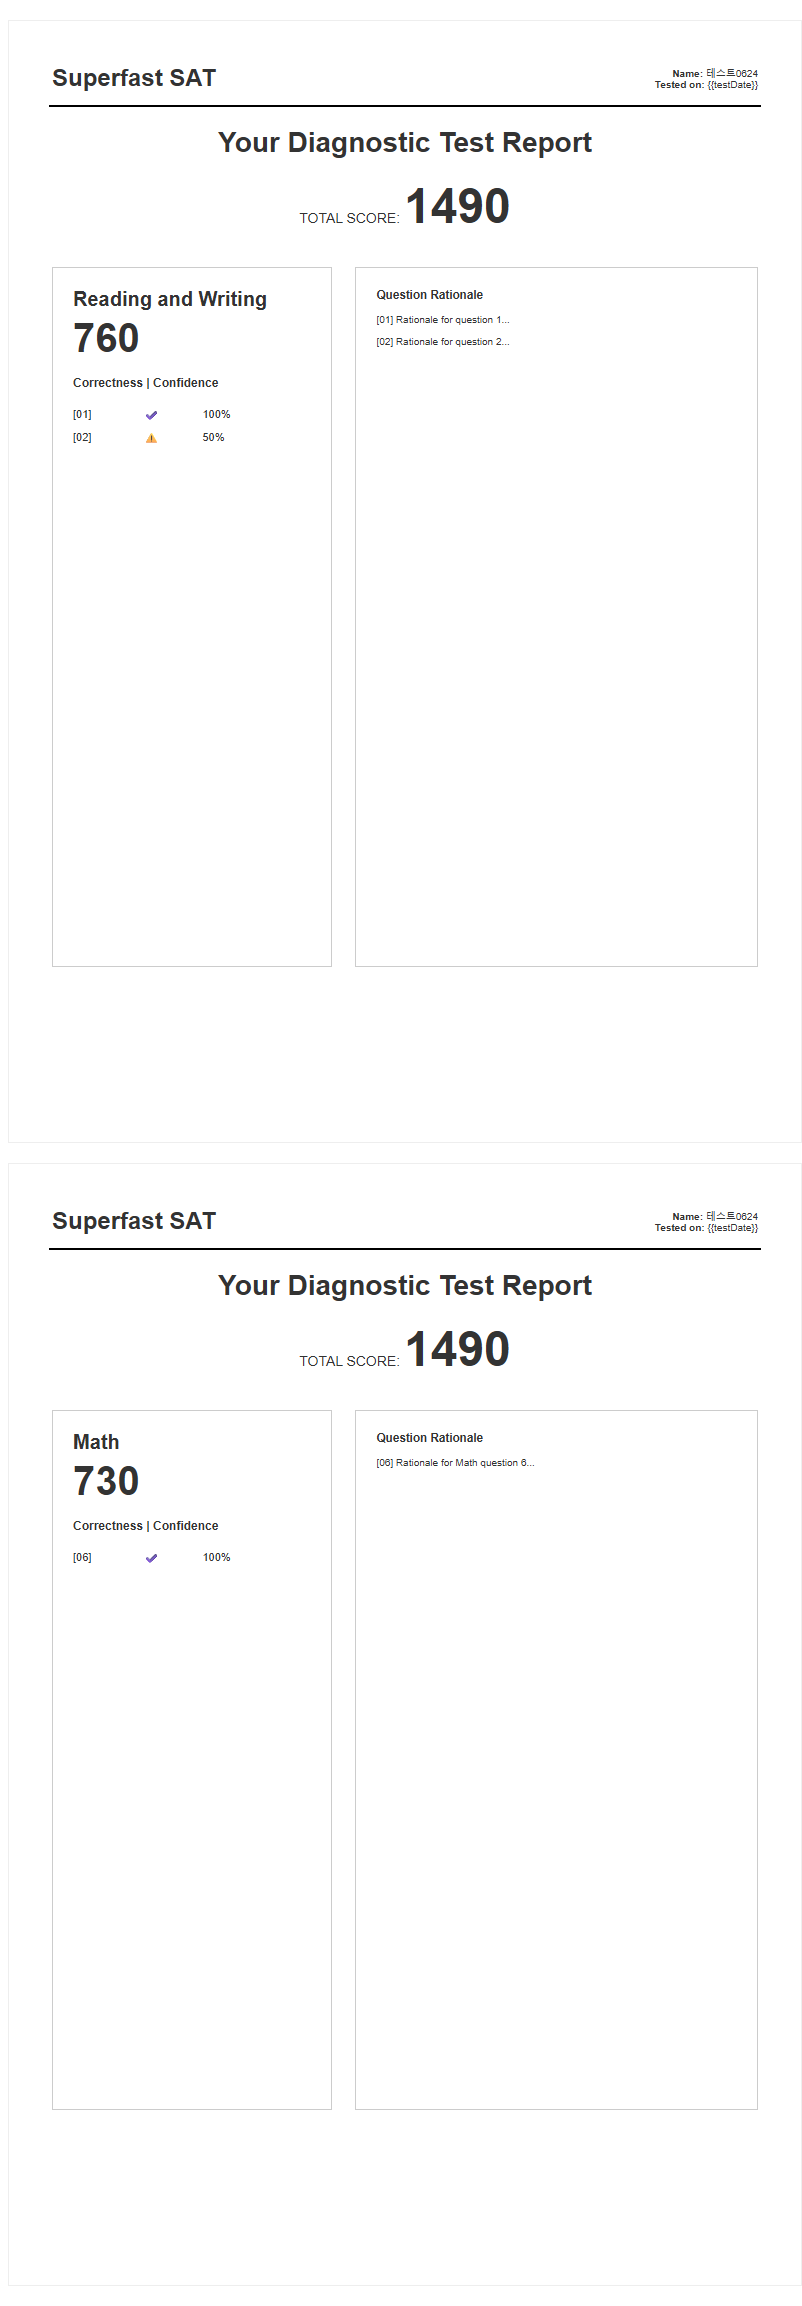 Superfast SAT
Name: 테스트0624
Tested on: {{testDate}}
Your Diagnostic Test Report
TOTAL SCORE: 1490
Reading and Writing
760
Correctness | Confidence
[01] ✔ 100%
[02] ⚠ 50%
Question Rationale
[01] Rationale for question 1...
[02] Rationale for question 2...
Superfast SAT
Name: 테스트0624
Tested on: {{testDate}}
Your Diagnostic Test Report
TOTAL SCORE: 1490
Math
730
Correctness | Confidence
[06] ✔ 100%
Question Rationale
[06] Rationale for Math question 6...